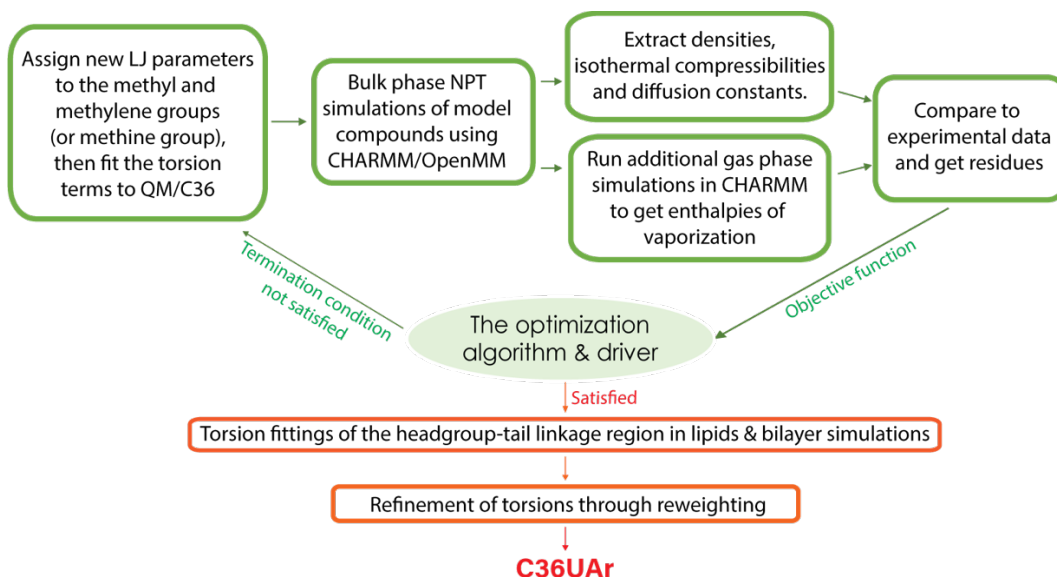 Assign new LJ parameters
to the methyl and
methylene groups
(or methine group),
then fit the torsion
terms to QM/C36
Bulk phase NPT
simulations of model
compounds using
CHARMM/OpenMM
Extract densities,
isothermal compressibilities
and diffusion constants.
Run additional gas phase
simulations in CHARMM
to get enthalpies of
vaporization
Compare to
experimental data
and get residues
Objective function
Termination condition
not satisfied
The optimization
algorithm & driver
Satisfied
Torsion fittings of the headgroup-tail linkage region in lipids & bilayer simulations
Refinement of torsions through reweighting
C36UAr